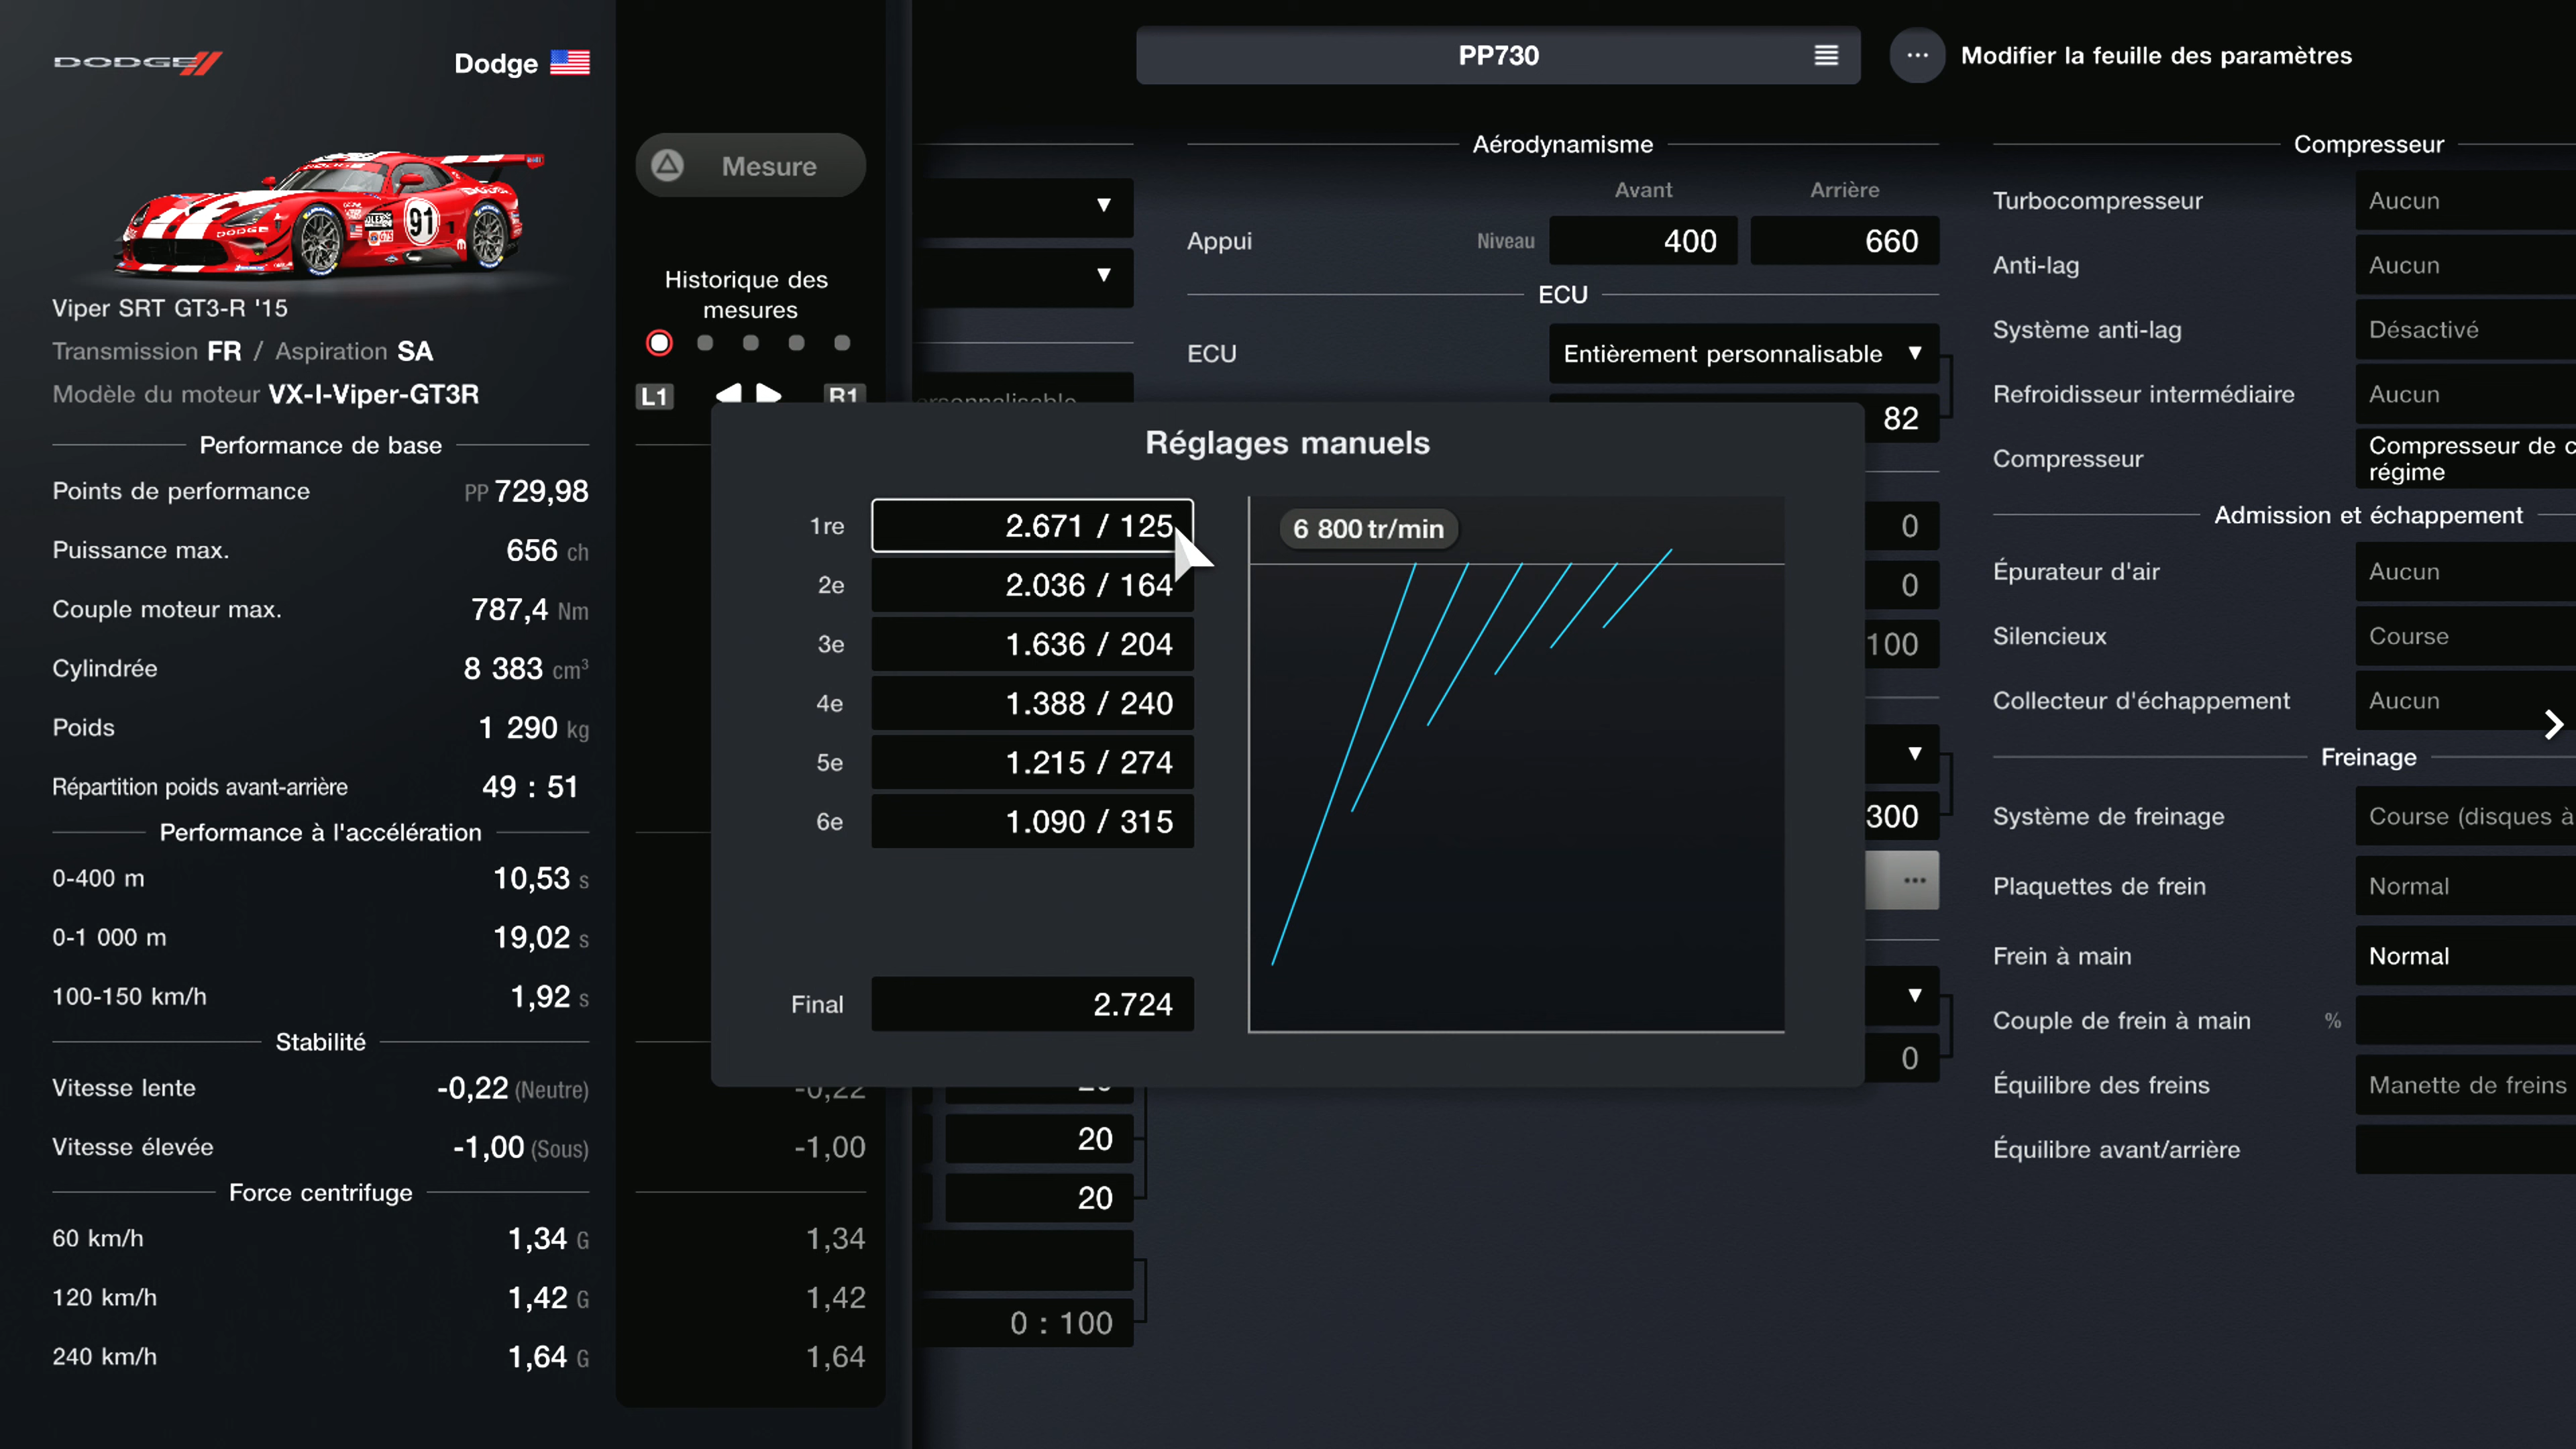 DODGE
Dodge
91
Viper SRT GT3-R '15
Transmission FR / Aspiration SA
Modèle du moteur VX-I-Viper-GT3R
Performance de base
Points de performance PP 729,98
Puissance max. 656 ch
Couple moteur max. 787,4 Nm
Cylindrée 8 383 cm³
Poids 1 290 kg
Répartition poids avant-arrière 49 : 51
Performance à l'accélération
0-400 m 10,53 s
0-1 000 m 19,02 s
100-150 km/h 1,92 s
Stabilité
Vitesse lente -0,22 (Neutre)
Vitesse élevée -1,00 (Sous)
Force centrifuge
60 km/h 1,34 G
120 km/h 1,42 G
240 km/h 1,64 G
Mesure
Historique des
mesures
L1 R1
-0,22
-1,00
1,34
1,42
1,64
PP730
Modifier la feuille des paramètres
Aérodynamisme
Avant Arrière
Appui Niveau 400 660
ECU
ECU Entièrement personnalisable
82
Réglages manuels
1re 2.671 / 125
2e 2.036 / 164
3e 1.636 / 204
4e 1.388 / 240
5e 1.215 / 274
6e 1.090 / 315
Final 2.724
6 800 tr/min
0
0
100
300
0
20
20
0 : 100
Compresseur
Turbocompresseur Aucun
Anti-lag Aucun
Système anti-lag Désactivé
Refroidisseur intermédiaire Aucun
Compresseur Compresseur de
régime
Admission et échappement
Épurateur d'air Aucun
Silencieux Course
Collecteur d'échappement Aucun
Freinage
Système de freinage Course (disques à
Plaquettes de frein Normal
Frein à main Normal
Couple de frein à main %
Équilibre des freins Manette de freins
Équilibre avant/arrière